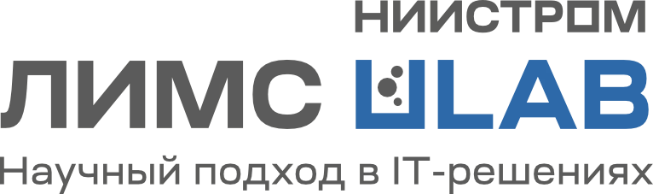 НИИСТРОМ
ЛИМС ULAB
Научный подход в IT-решениях